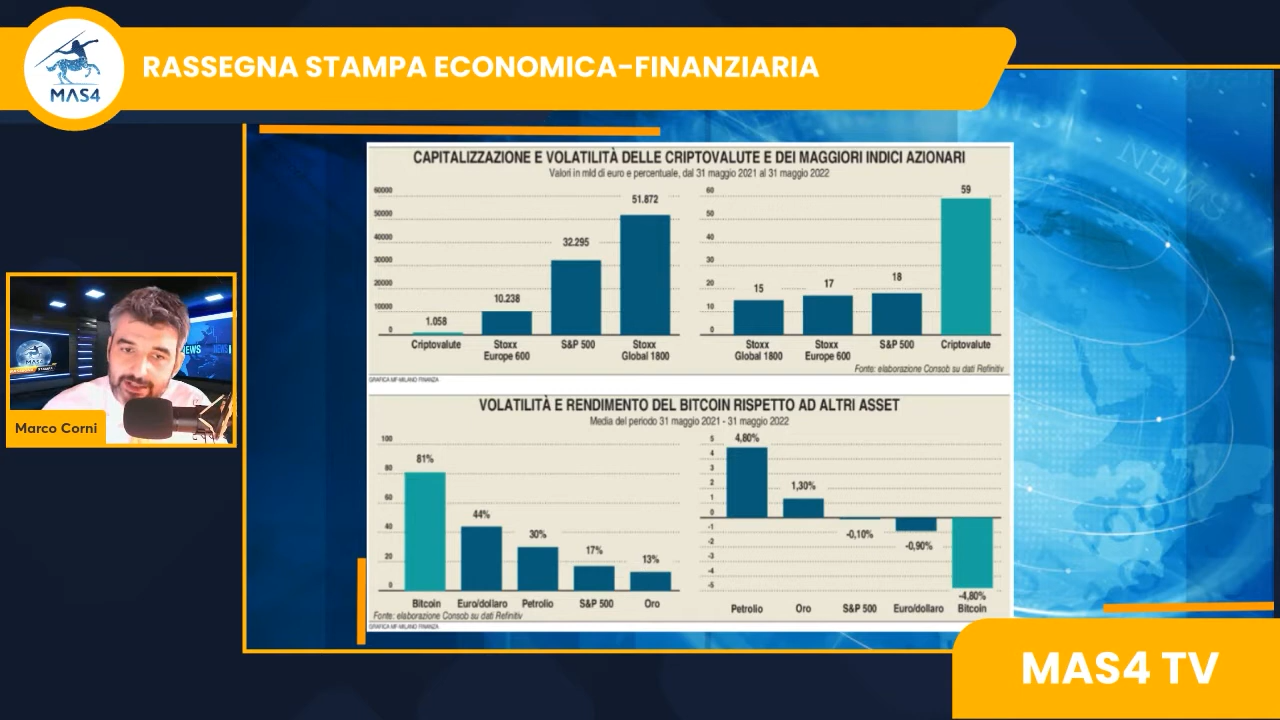 RASSEGNA STAMPA ECONOMICA-FINANZIARIA
MAS4
NEWS
CAPITALIZZAZIONE E VOLATILITÀ DELLE CRIPTOVALUTE E DEI MAGGIORI INDICI AZIONARI
Valori in mld di euro e percentuale, dal 31 maggio 2021 al 31 maggio 2022
60000
50000
40000
30000
20000
10000
0
1.058
10.238
32.295
51.872
Criptovalute
Stoxx Europe 600
S&P 500
Stoxx Global 1800
60
50
40
30
20
10
0
15
17
18
59
Stoxx Global 1800
Stoxx Europe 600
S&P 500
Criptovalute
Fonte: elaborazione Consob su dati Refinitiv
GRAFICA MF-MILANO FINANZA
VOLATILITÀ E RENDIMENTO DEL BITCOIN RISPETTO AD ALTRI ASSET
Media del periodo 31 maggio 2021 - 31 maggio 2022
100
80
60
40
20
0
81%
44%
30%
17%
13%
Bitcoin
Euro/dollaro
Petrolio
S&P 500
Oro
Fonte: elaborazione Consob su dati Refinitiv
GRAFICA MF-MILANO FINANZA
5
4
3
2
1
0
-1
-2
-3
-4
-5
4,80%
1,30%
-0,10%
-0,90%
-4,80%
Petrolio
Oro
S&P 500
Euro/dollaro
Bitcoin
MAS4
NEWS
Marco Corni
MAS4 TV